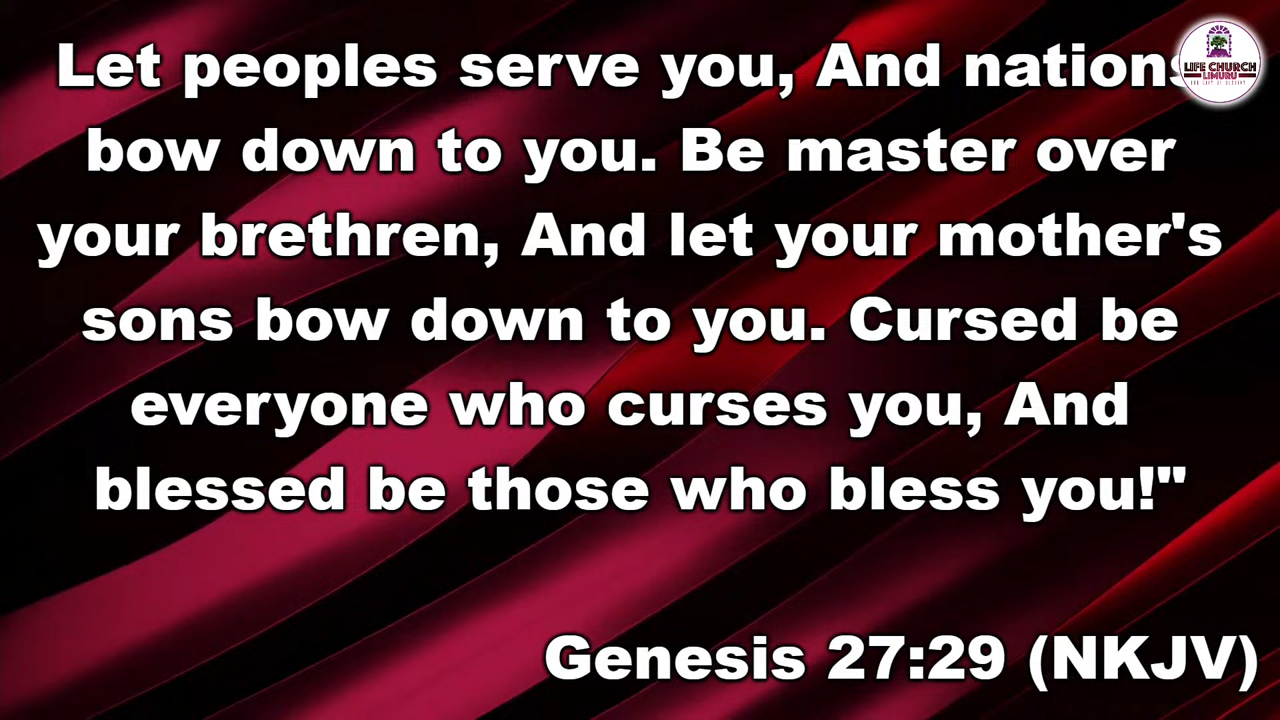 Let peoples serve you, And nations
bow down to you. Be master over
your brethren, And let your mother's
sons bow down to you. Cursed be
everyone who curses you, And
blessed be those who bless you!"
Genesis 27:29 (NKJV)
LIFE CHURCH
LIMURU